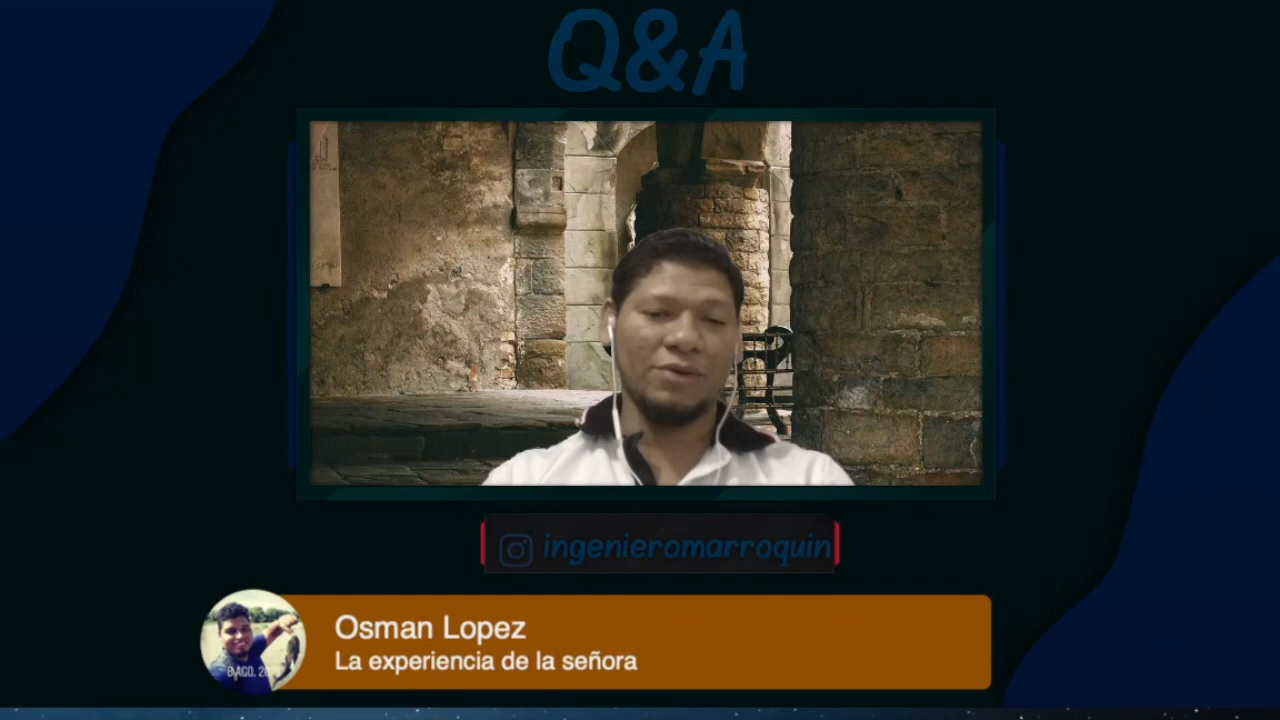 Q&A
ingenieromarroquin
Osman Lopez
La experiencia de la señora